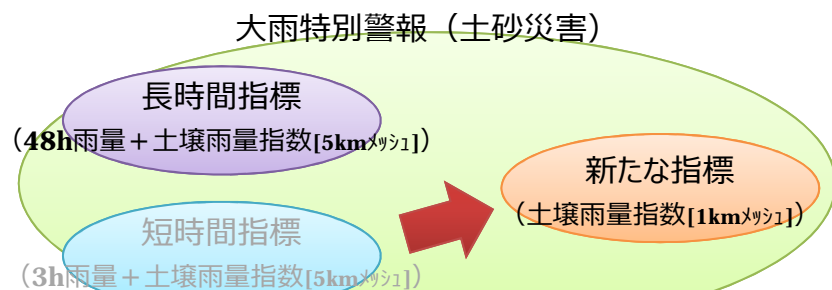 大雨特別警報（土砂災害）
長時間指標
（48h雨量＋土壌雨量指数[5kmﾒｯｼｭ]）
新たな指標
（土壌雨量指数[1kmﾒｯｼｭ]）
短時間指標
（3h雨量＋土壌雨量指数[5kmﾒｯｼｭ]）